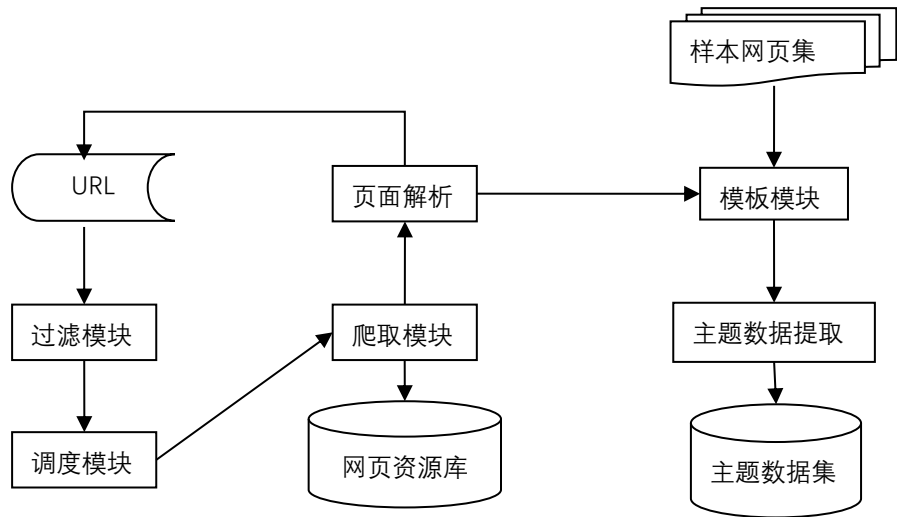 样本网页集
URL
页面解析
模板模块
过滤模块
爬取模块
主题数据提取
调度模块
网页资源库
主题数据集